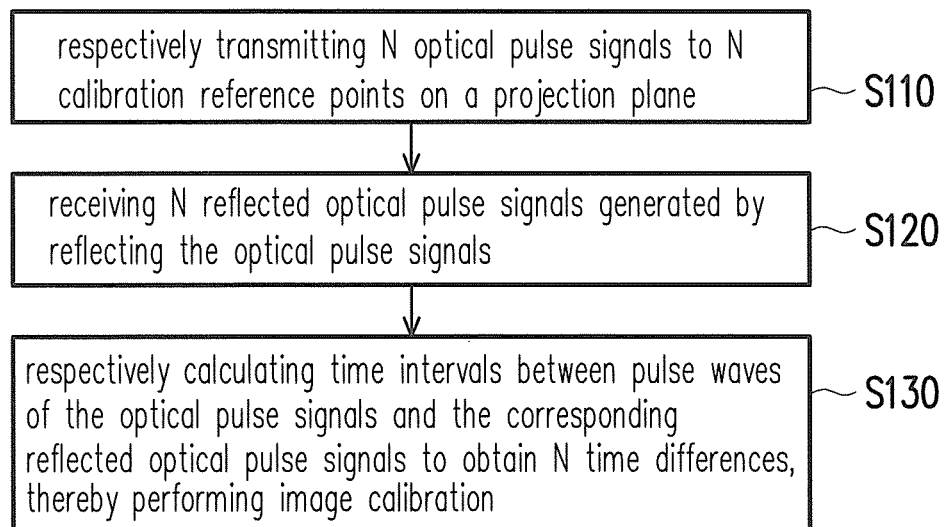 respectively transmitting N optical pulse signals to N
calibration reference points on a projection plane
S110
receiving N reflected optical pulse signals generated by
reflecting the optical pulse signals
S120
respectively calculating time intervals between pulse waves
of the optical pulse signals and the corresponding
reflected optical pulse signals to obtain N time differences,
thereby performing image calibration
S130